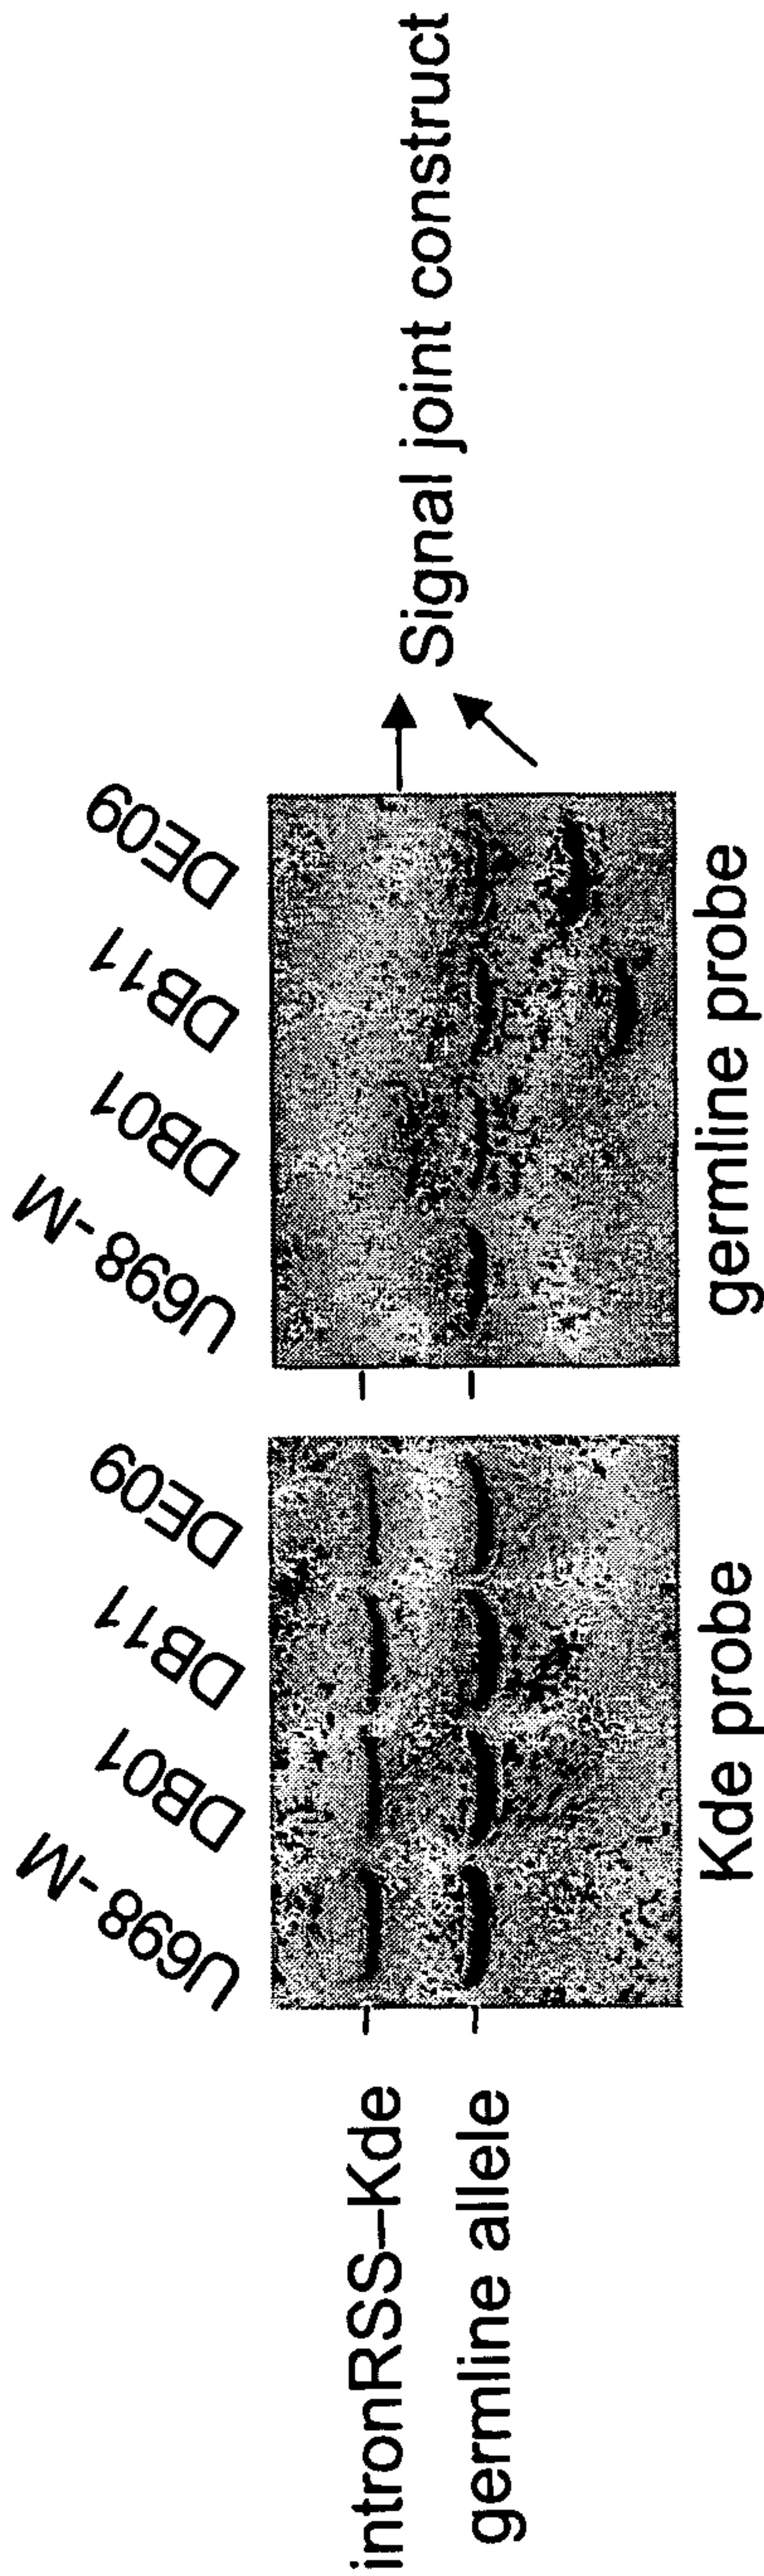 U698-M DB01 DB11 DE09
U698-M DB01 DB11 DE09
intronRSS–Kde
germline allele
Signal joint construct
Kde probe
germline probe